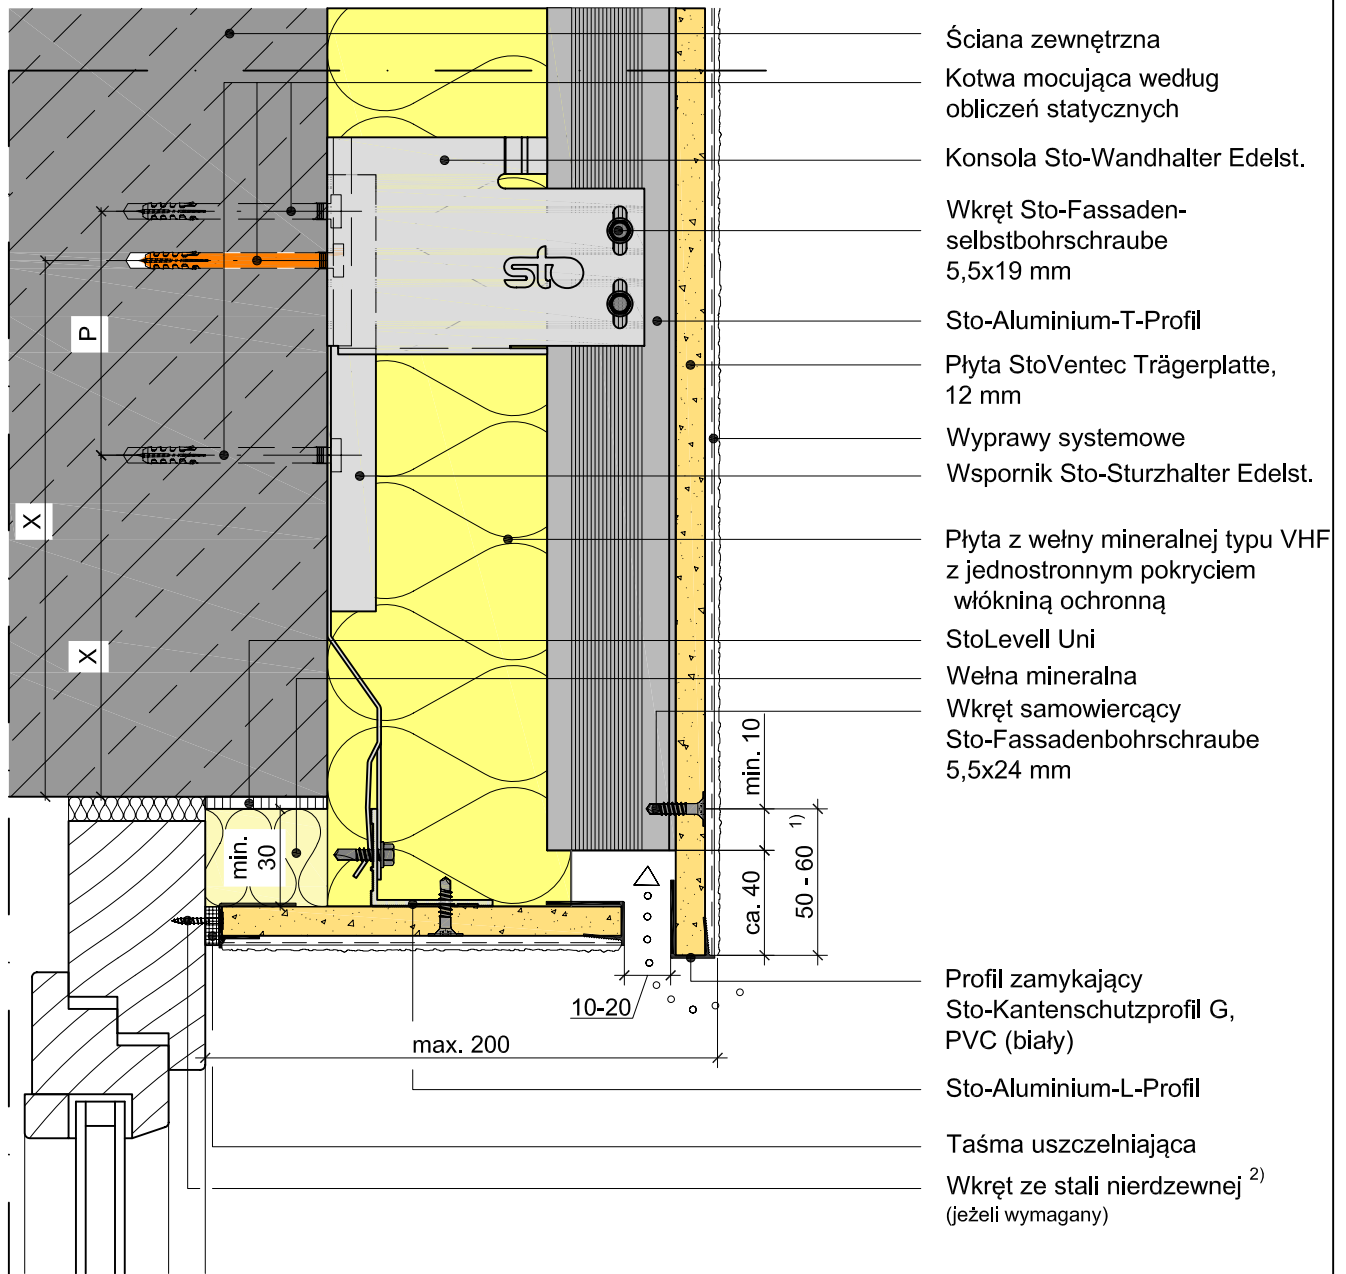 Ściana zewnętrzna
Kotwa mocująca według
obliczeń statycznych
Konsola Sto-Wandhalter Edelst.
Wkręt Sto-Fassaden-
selbstbohrschraube
5,5x19 mm
Sto-Aluminium-T-Profil
Płyta StoVentec Trägerplatte,
12 mm
Wyprawy systemowe
Wspornik Sto-Sturzhalter Edelst.
Płyta z wełny mineralnej typu VHF
z jednostronnym pokryciem
włókniną ochronną
StoLevell Uni
Wełna mineralna
Wkręt samowiercący
Sto-Fassadenbohrschraube
5,5x24 mm
Profil zamykający
Sto-Kantenschutzprofil G,
PVC (biały)
Sto-Aluminium-L-Profil
Taśma uszczelniająca
Wkręt ze stali nierdzewnej 2)
(jeżeli wymagany)
sto
P
X
X
min.
30
min. 10
ca. 40
50 - 60 1)
10-20
max. 200